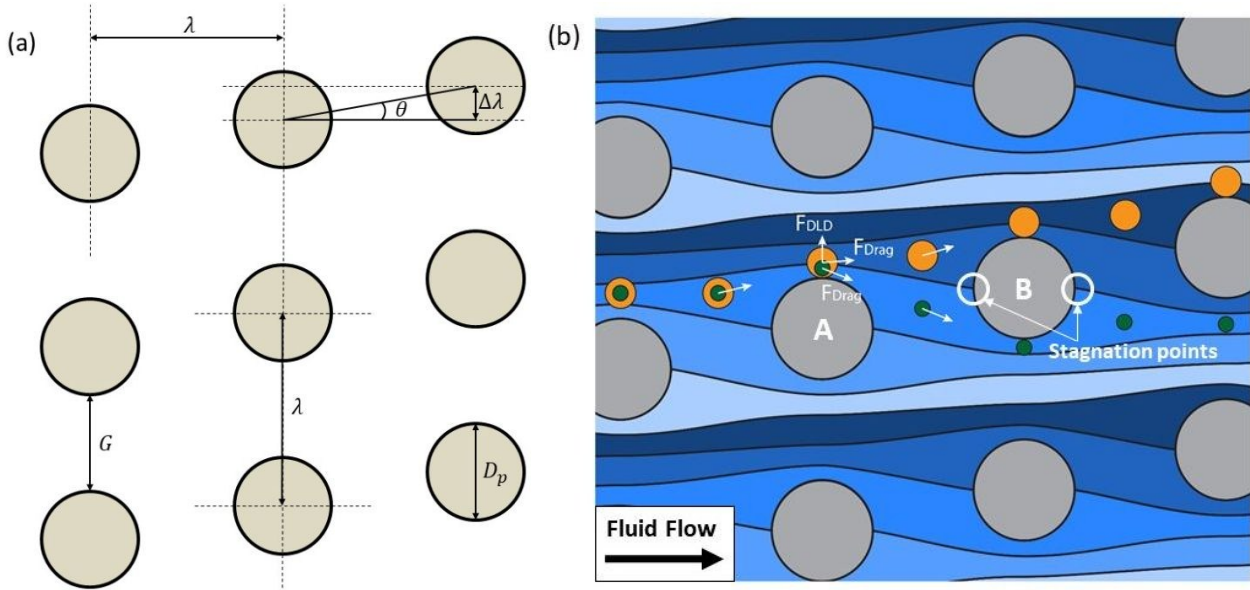 (a)
λ
θ
Δλ
λ
G
D_p
(b)
F_DLD
F_Drag
F_Drag
A
B
Stagnation points
Fluid Flow